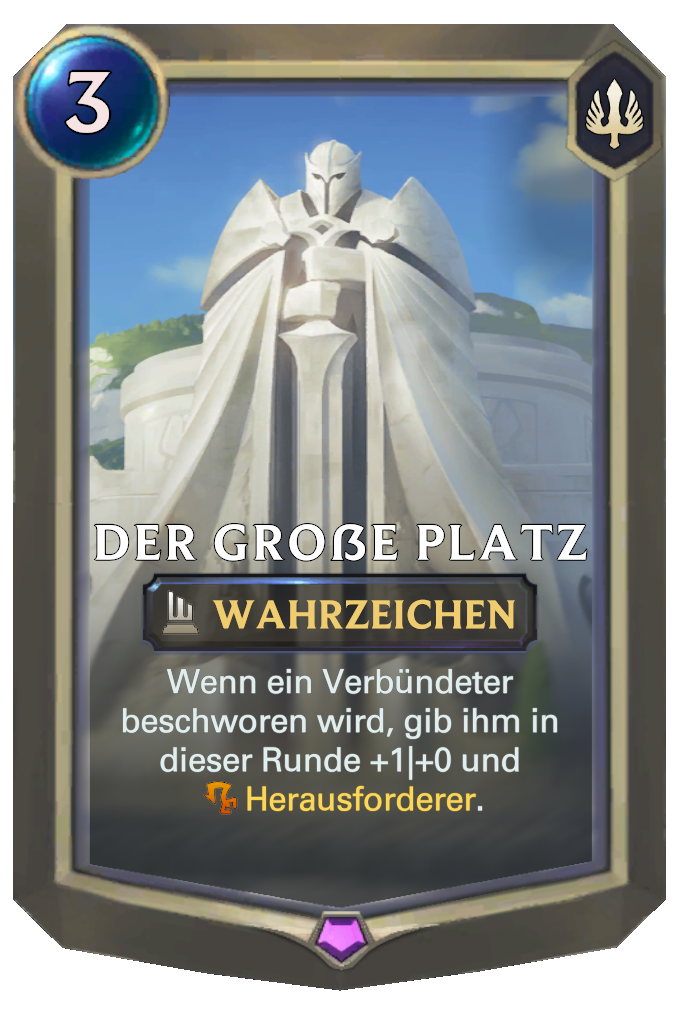 3
DER GROẞE PLATZ
WAHRZEICHEN
Wenn ein Verbündeter
beschworen wird, gib ihm in
dieser Runde +1|+0 und
Herausforderer.